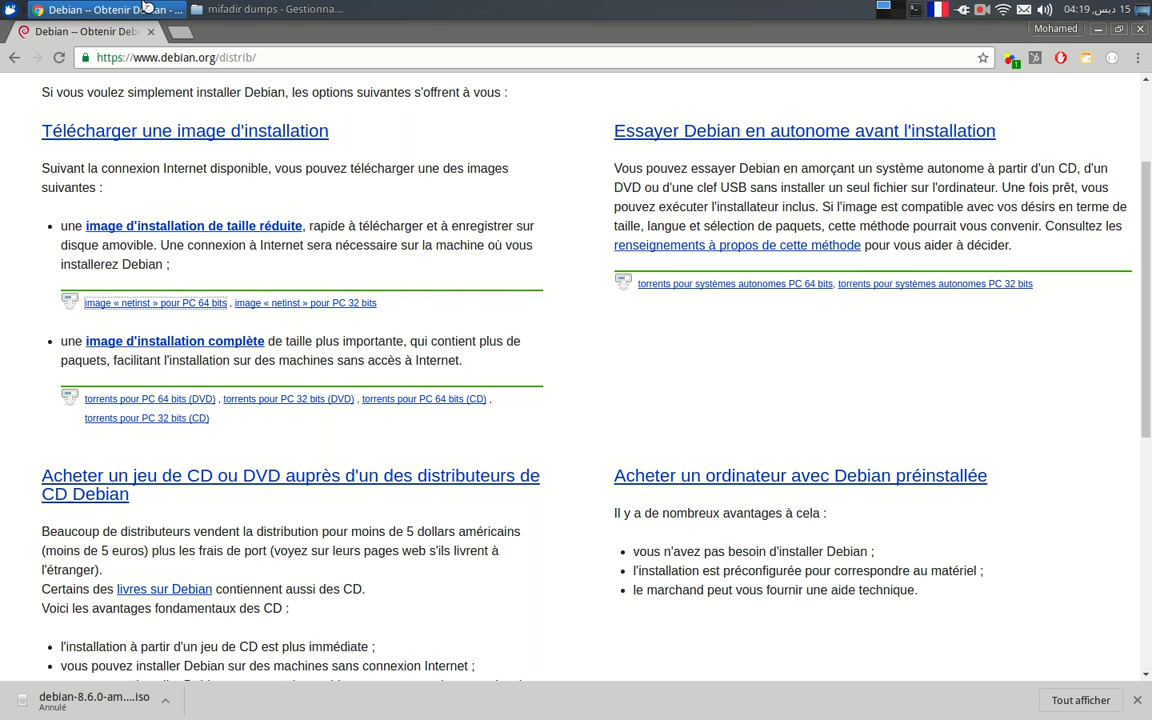 Debian -- Obtenir Debian - ...
mifadir dumps - Gestionna...
15 ديس, 04:19
Debian -- Obtenir Deb
Mohamed
https://www.debian.org/distrib/
1
Si vous voulez simplement installer Debian, les options suivantes s'offrent à vous :
Télécharger une image d'installation
Suivant la connexion Internet disponible, vous pouvez télécharger une des images
suivantes :
une image d'installation de taille réduite, rapide à télécharger et à enregistrer sur
disque amovible. Une connexion à Internet sera nécessaire sur la machine où vous
installerez Debian ;
image « netinst » pour PC 64 bits , image « netinst » pour PC 32 bits
une image d'installation complète de taille plus importante, qui contient plus de
paquets, facilitant l'installation sur des machines sans accès à Internet.
torrents pour PC 64 bits (DVD) , torrents pour PC 32 bits (DVD) , torrents pour PC 64 bits (CD) ,
torrents pour PC 32 bits (CD)
Essayer Debian en autonome avant l'installation
Vous pouvez essayer Debian en amorçant un système autonome à partir d'un CD, d'un
DVD ou d'une clef USB sans installer un seul fichier sur l'ordinateur. Une fois prêt, vous
pouvez exécuter l'installateur inclus. Si l'image est compatible avec vos désirs en terme de
taille, langue et sélection de paquets, cette méthode pourrait vous convenir. Consultez les
renseignements à propos de cette méthode pour vous aider à décider.
torrents pour systèmes autonomes PC 64 bits, torrents pour systèmes autonomes PC 32 bits
Acheter un jeu de CD ou DVD auprès d'un des distributeurs de
CD Debian
Beaucoup de distributeurs vendent la distribution pour moins de 5 dollars américains
(moins de 5 euros) plus les frais de port (voyez sur leurs pages web s'ils livrent à
l'étranger).
Certains des livres sur Debian contiennent aussi des CD.
Voici les avantages fondamentaux des CD :
l'installation à partir d'un jeu de CD est plus immédiate ;
vous pouvez installer Debian sur des machines sans connexion Internet ;
Acheter un ordinateur avec Debian préinstallée
Il y a de nombreux avantages à cela :
vous n'avez pas besoin d'installer Debian ;
l'installation est préconfigurée pour correspondre au matériel ;
le marchand peut vous fournir une aide technique.
debian-8.6.0-am....iso
Annulé
Tout afficher